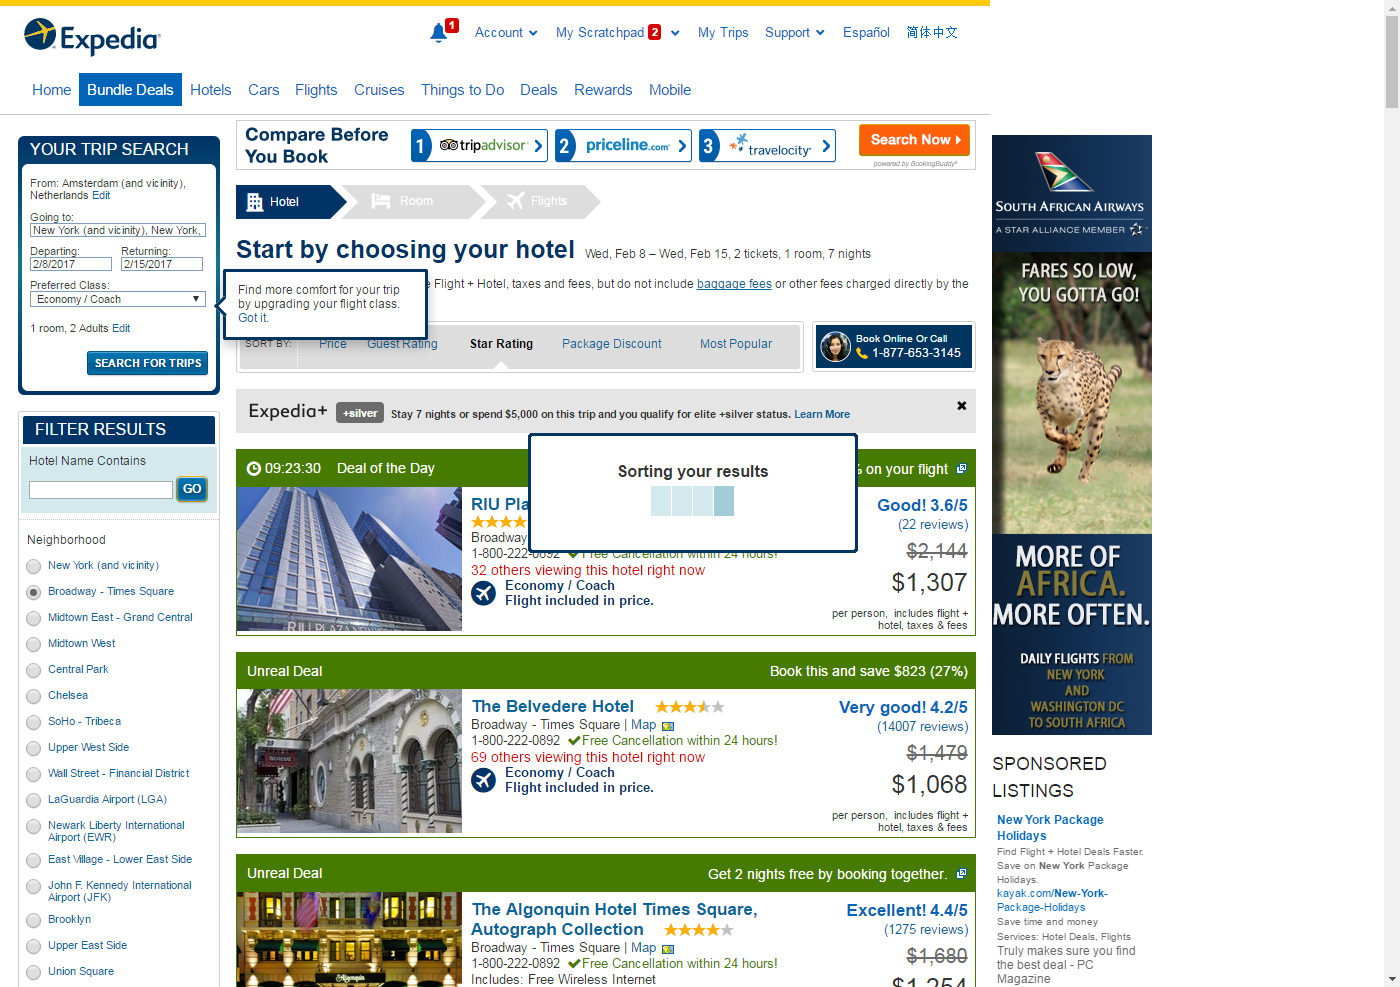 Expedia
1
Account
My Scratchpad 2
My Trips
Support
Español
简体中文
Home
Bundle Deals
Hotels
Cars
Flights
Cruises
Things to Do
Deals
Rewards
Mobile
Compare Before
You Book
1 tripadvisor
2 priceline.com
3 travelocity
Search Now
powered by BookingBuddy
YOUR TRIP SEARCH
From: Amsterdam (and vicinity),
Netherlands Edit
Going to:
New York (and vicinity), New York,
Departing:
Returning:
2/8/2017
2/15/2017
Preferred Class:
Economy / Coach
1 room, 2 Adults Edit
SEARCH FOR TRIPS
Hotel
Room
Flights
Start by choosing your hotel
Wed, Feb 8 – Wed, Feb 15, 2 tickets, 1 room, 7 nights
Flight + Hotel, taxes and fees, but do not include baggage fees or other fees charged directly by the
Find more comfort for your trip
by upgrading your flight class.
Got it.
SORT BY:
Price
Guest Rating
Star Rating
Package Discount
Most Popular
Book Online Or Call
1-877-653-3145
Expedia+ +silver Stay 7 nights or spend $5,000 on this trip and you qualify for elite +silver status. Learn More
Sorting your results
09:23:30 Deal of the Day
% on your flight
RIU Pla
Broadway
1-800-222-0892 Free Cancellation within 24 hours!
32 others viewing this hotel right now
Economy / Coach
Flight included in price.
Good! 3.6/5
(22 reviews)
$2,144
$1,307
per person, includes flight +
hotel, taxes & fees
RIU PLAZA
Unreal Deal
Book this and save $823 (27%)
The Belvedere Hotel
Broadway - Times Square | Map
1-800-222-0892 Free Cancellation within 24 hours!
69 others viewing this hotel right now
Economy / Coach
Flight included in price.
Very good! 4.2/5
(14007 reviews)
$1,479
$1,068
per person, includes flight +
hotel, taxes & fees
Unreal Deal
Get 2 nights free by booking together.
The Algonquin Hotel Times Square,
Autograph Collection
Broadway - Times Square | Map
1-800-222-0892 Free Cancellation within 24 hours!
Includes: Free Wireless Internet
Excellent! 4.4/5
(1275 reviews)
$1,680
$1,254
Algonquin
FILTER RESULTS
Hotel Name Contains
GO
Neighborhood
New York (and vicinity)
Broadway - Times Square
Midtown East - Grand Central
Midtown West
Central Park
Chelsea
SoHo - Tribeca
Upper West Side
Wall Street - Financial District
LaGuardia Airport (LGA)
Newark Liberty International
Airport (EWR)
East Village - Lower East Side
John F. Kennedy International
Airport (JFK)
Brooklyn
Upper East Side
Union Square
SOUTH AFRICAN AIRWAYS
A STAR ALLIANCE MEMBER
FARES SO LOW,
YOU GOTTA GO!
MORE OF
AFRICA.
MORE OFTEN.
DAILY FLIGHTS FROM
NEW YORK
AND
WASHINGTON DC
TO SOUTH AFRICA
SPONSORED
LISTINGS
New York Package
Holidays
Find Flight + Hotel Deals Faster.
Save on New York Package
Holidays.
kayak.com/New-York-
Package-Holidays
Save time and money
Services: Hotel Deals, Flights
Truly makes sure you find
the best deal - PC
Magazine